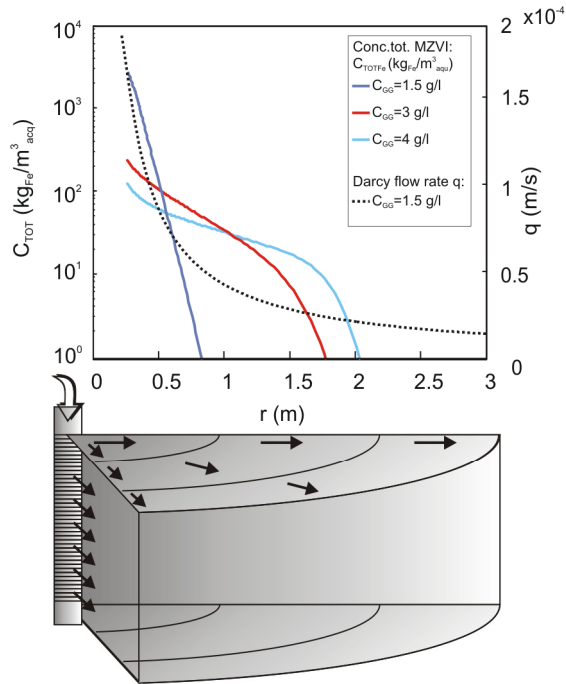 2 x10⁻⁴
10⁴
10³
10²
10¹
10⁰
C_TOT (kg_Fe/m³_acq)
Conc.tot. MZVI:
C_TOTFe (kg_Fe/m³_aqu)
C_GG=1.5 g/l
C_GG=3 g/l
C_GG=4 g/l
Darcy flow rate q:
C_GG=1.5 g/l
1.5
1
0.5
0
q (m/s)
0 0.5 1 1.5 2 2.5 3
r (m)